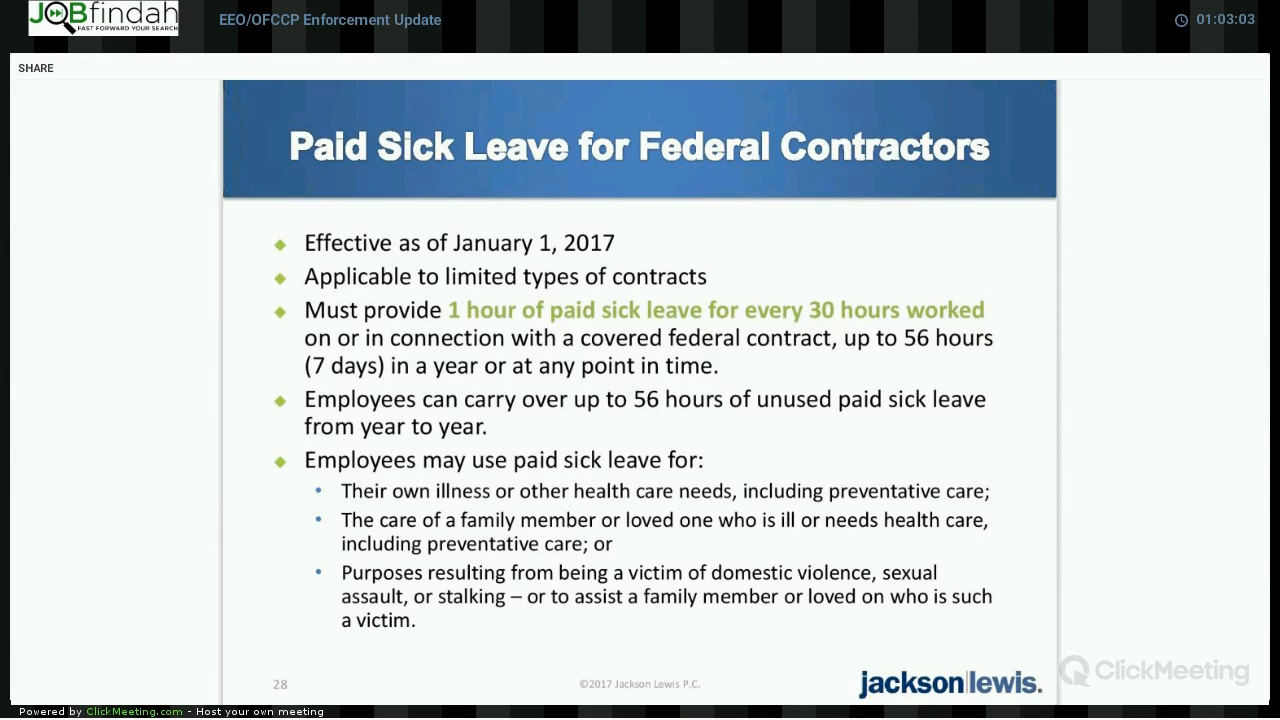 JOBfindah
FAST FORWARD YOUR SEARCH
EEO/OFCCP Enforcement Update
01:03:03
SHARE
Paid Sick Leave for Federal Contractors
Effective as of January 1, 2017
Applicable to limited types of contracts
Must provide 1 hour of paid sick leave for every 30 hours worked
on or in connection with a covered federal contract, up to 56 hours
(7 days) in a year or at any point in time.
Employees can carry over up to 56 hours of unused paid sick leave
from year to year.
Employees may use paid sick leave for:
Their own illness or other health care needs, including preventative care;
The care of a family member or loved one who is ill or needs health care,
including preventative care; or
Purposes resulting from being a victim of domestic violence, sexual
assault, or stalking – or to assist a family member or loved on who is such
a victim.
28
©2017 Jackson Lewis P.C.
jackson lewis.
ClickMeeting
Powered by ClickMeeting.com - Host your own meeting